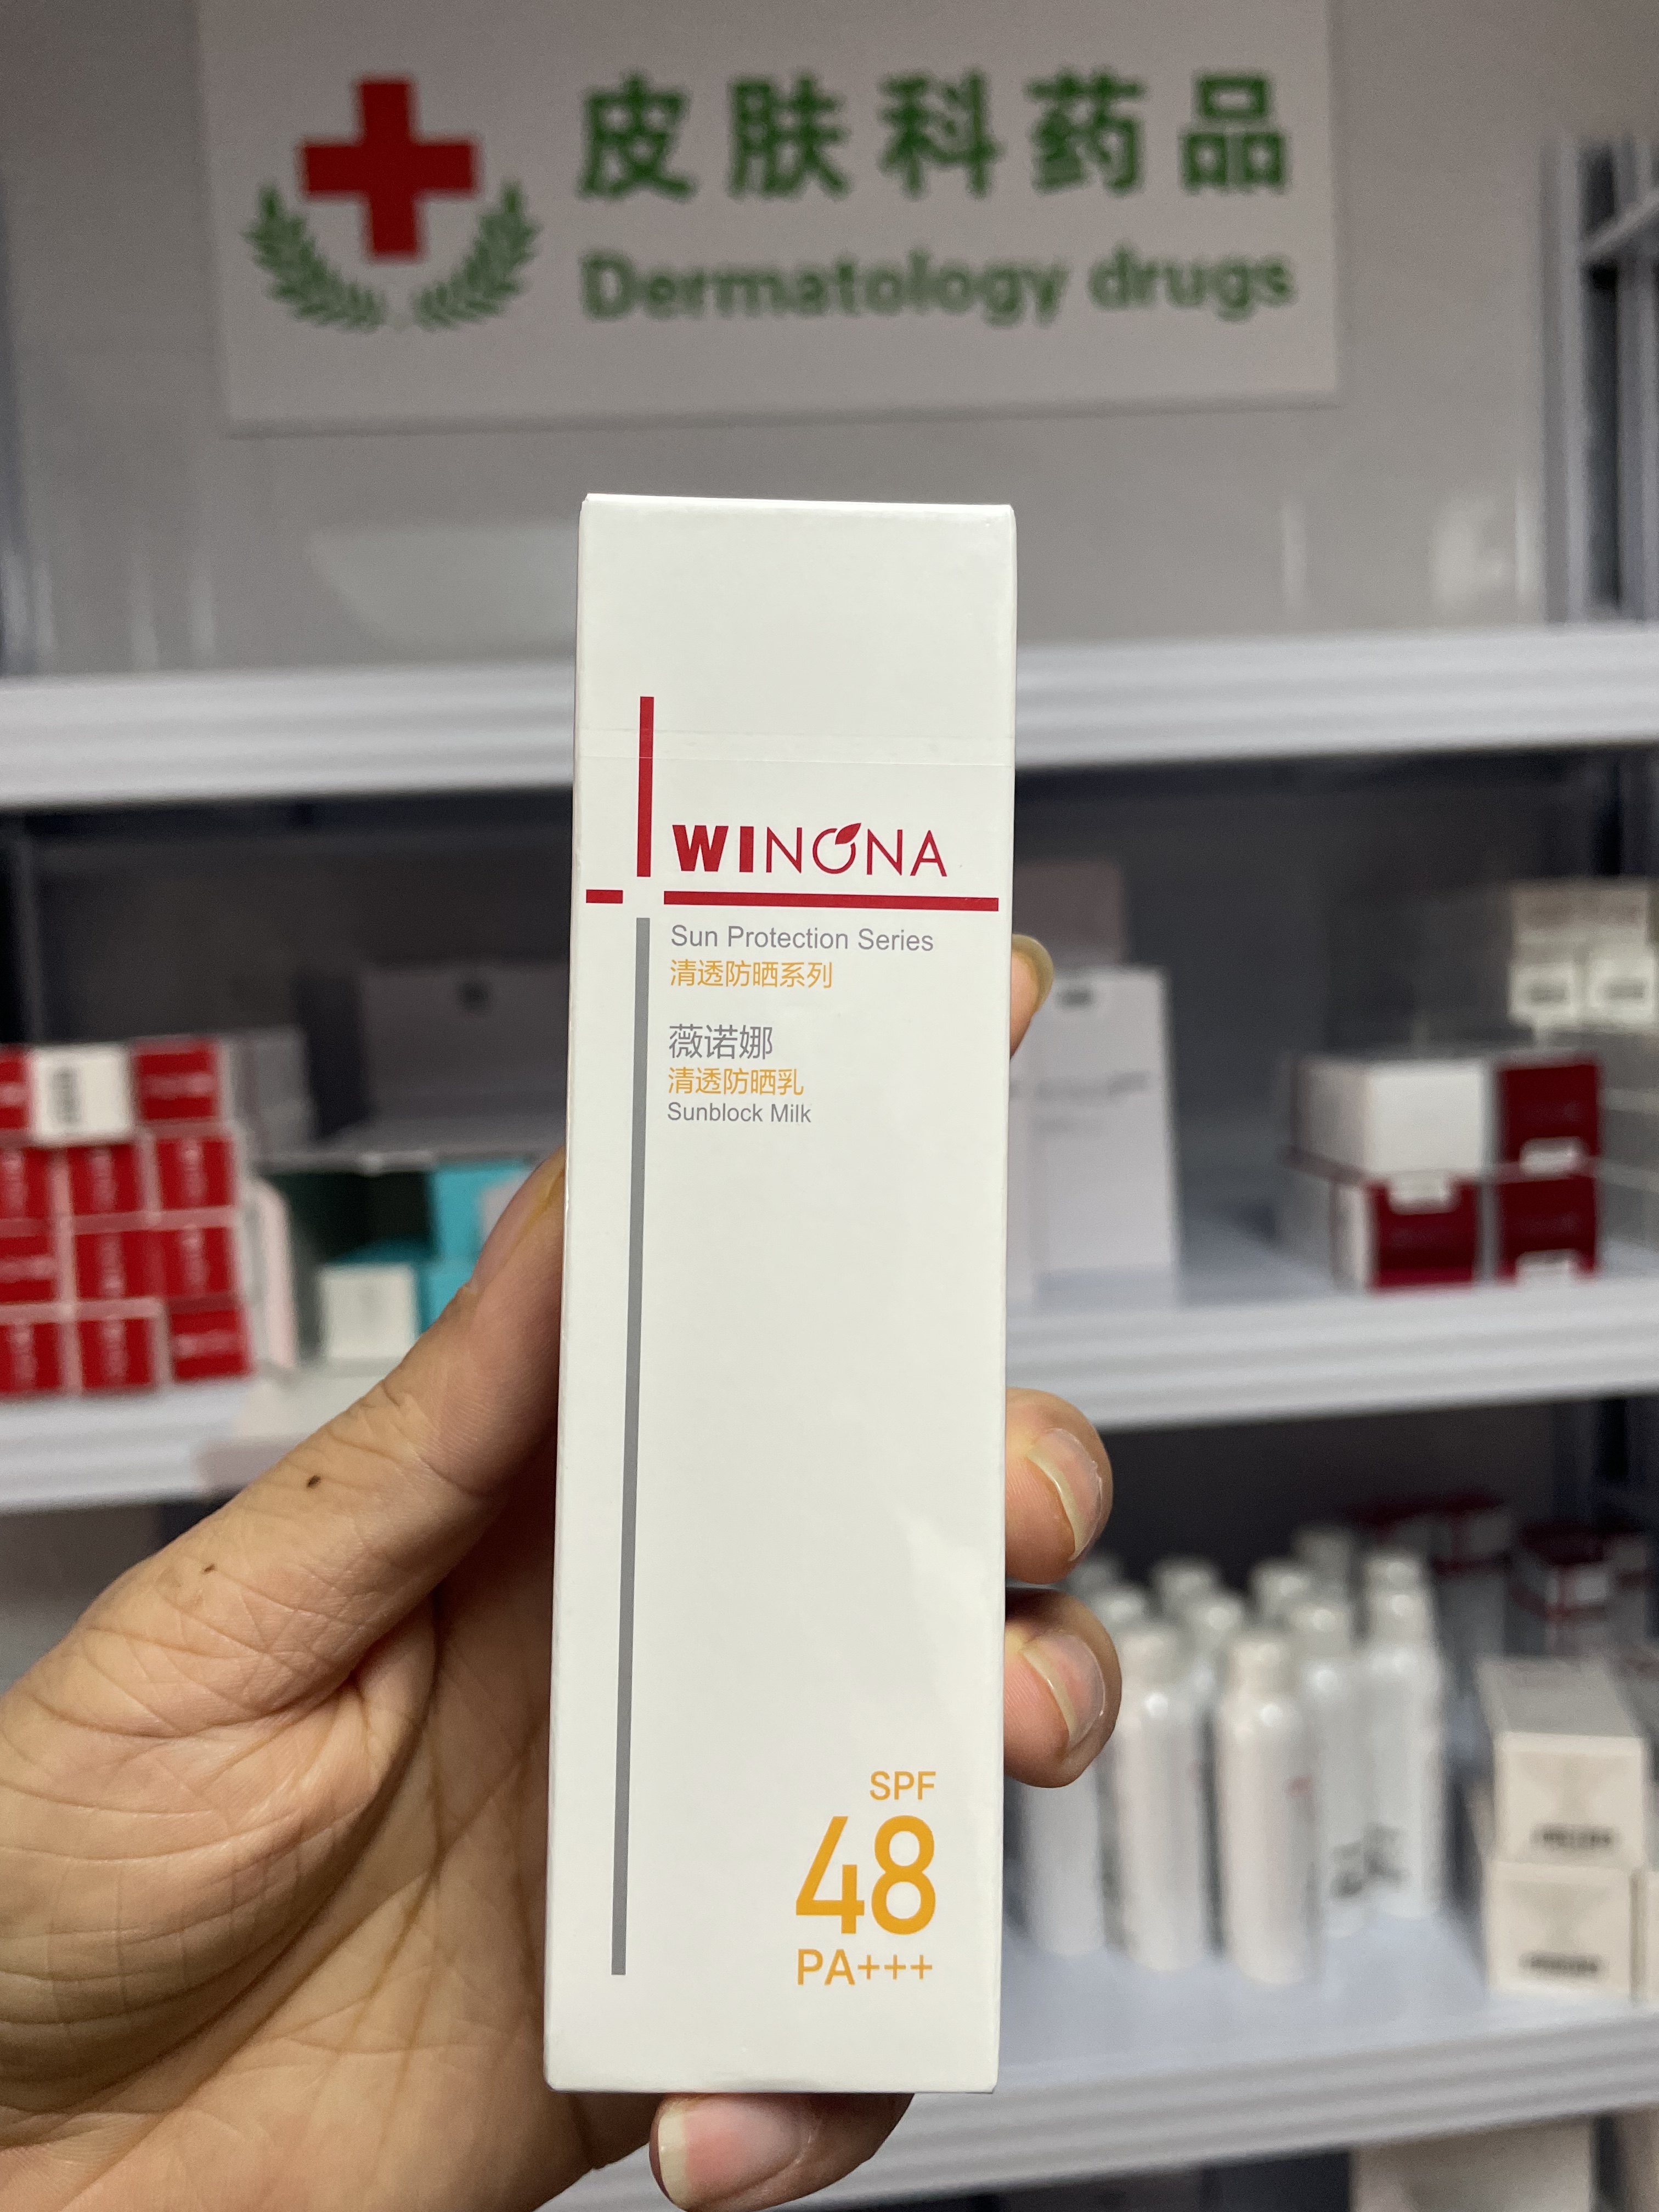 皮肤科药品
Dermatology drugs
WINONA
Sun Protection Series
清透防晒系列
薇诺娜
清透防晒乳
Sunblock Milk
SPF
48
PA+++